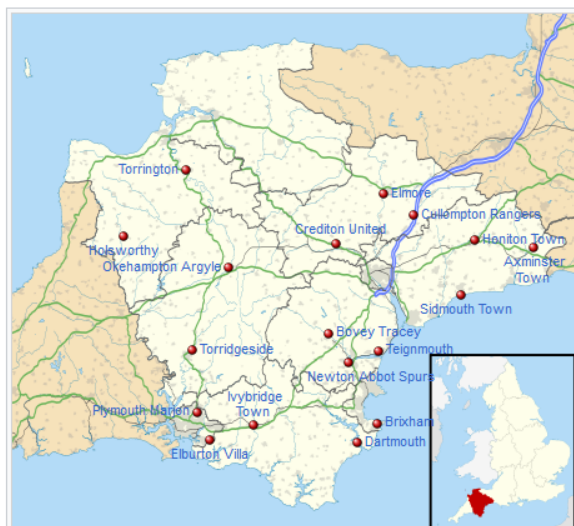 Torrington
Elmore
Cullompton Rangers
Crediton United
Honiton Town
Holsworthy
Axminster
Town
Okehampton Argyle
Sidmouth Town
Bovey Tracey
Torridgeside
Teignmouth
Newton Abbot Spurs
Ivybridge
Town
Plymouth Marjon
Brixham
Dartmouth
Elburton Villa